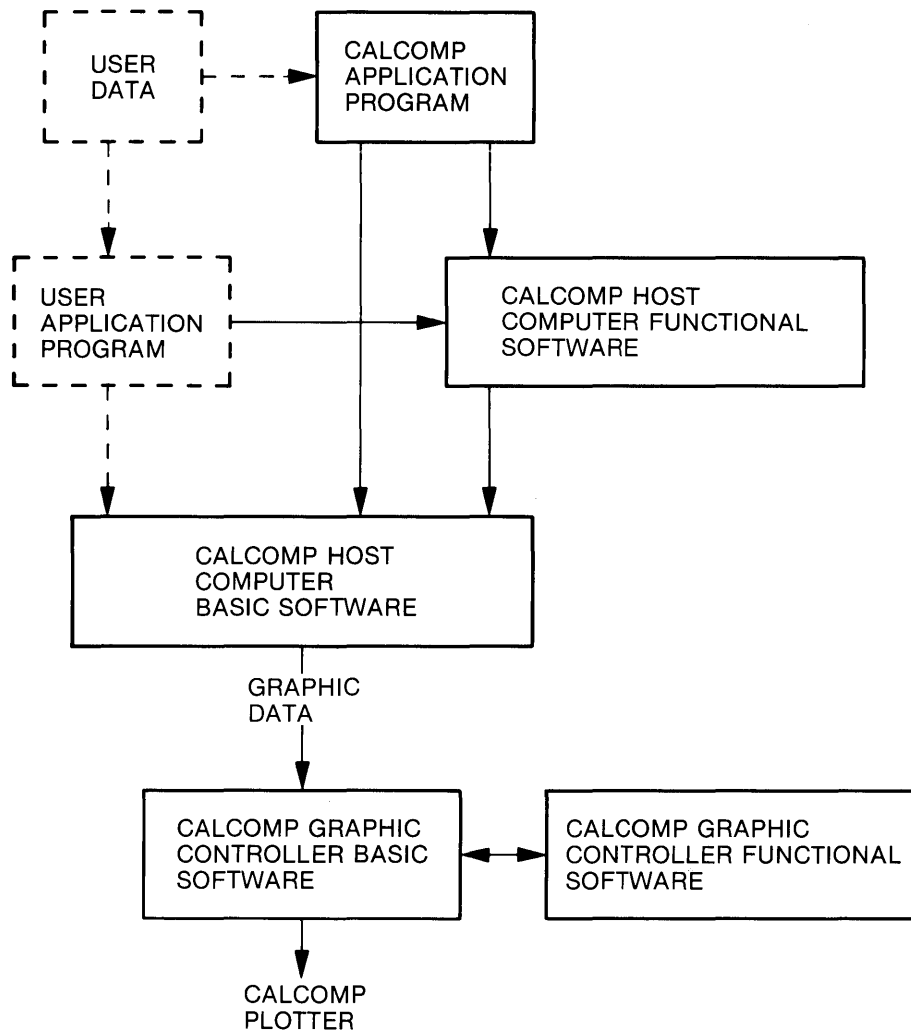 USER
DATA
CALCOMP
APPLICATION
PROGRAM
USER
APPLICATION
PROGRAM
CALCOMP HOST
COMPUTER FUNCTIONAL
SOFTWARE
CALCOMP HOST
COMPUTER
BASIC SOFTWARE
GRAPHIC
DATA
CALCOMP GRAPHIC
CONTROLLER BASIC
SOFTWARE
CALCOMP GRAPHIC
CONTROLLER FUNCTIONAL
SOFTWARE
CALCOMP
PLOTTER